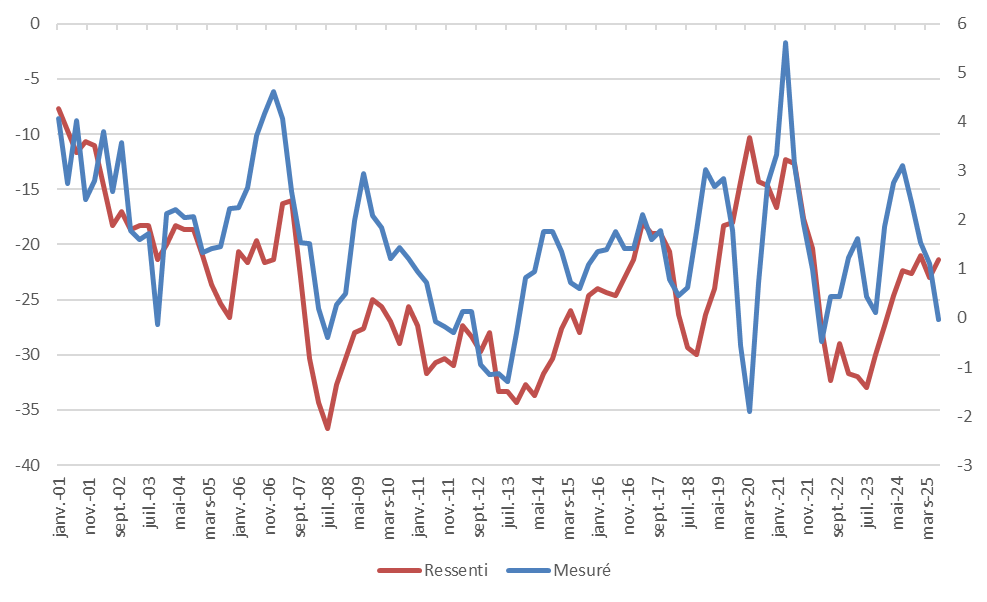 0
-5
-10
-15
-20
-25
-30
-35
-40
6
5
4
3
2
1
0
-1
-2
-3
janv.-01
nov.-01
sept.-02
juil.-03
mai-04
mars-05
janv.-06
nov.-06
sept.-07
juil.-08
mai-09
mars-10
janv.-11
nov.-11
sept.-12
juil.-13
mai-14
mars-15
janv.-16
nov.-16
sept.-17
juil.-18
mai-19
mars-20
janv.-21
nov.-21
sept.-22
juil.-23
mai-24
mars-25
Ressenti
Mesuré